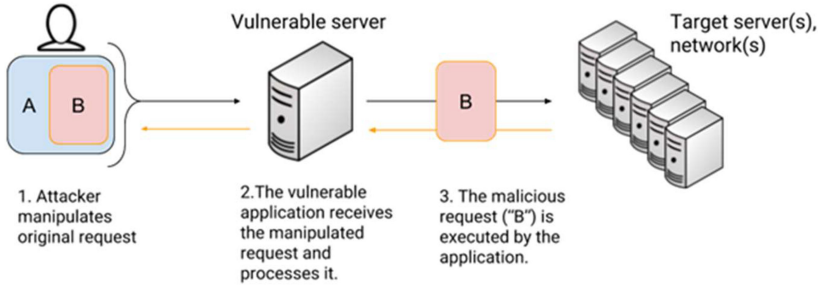 Vulnerable server
Target server(s),
network(s)
A
B
B
1. Attacker
manipulates
original request
2.The vulnerable
application receives
the manipulated
request and
processes it.
3. The malicious
request (“B”) is
executed by the
application.